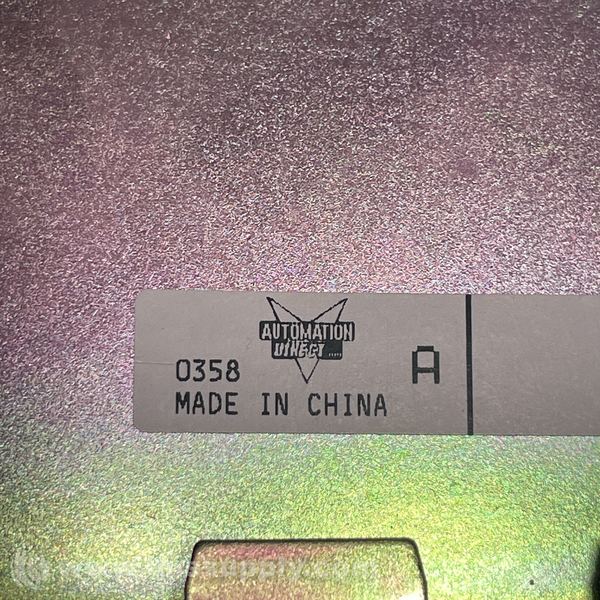 AUTOMATION
DIRECT
0358
A
MADE IN CHINA